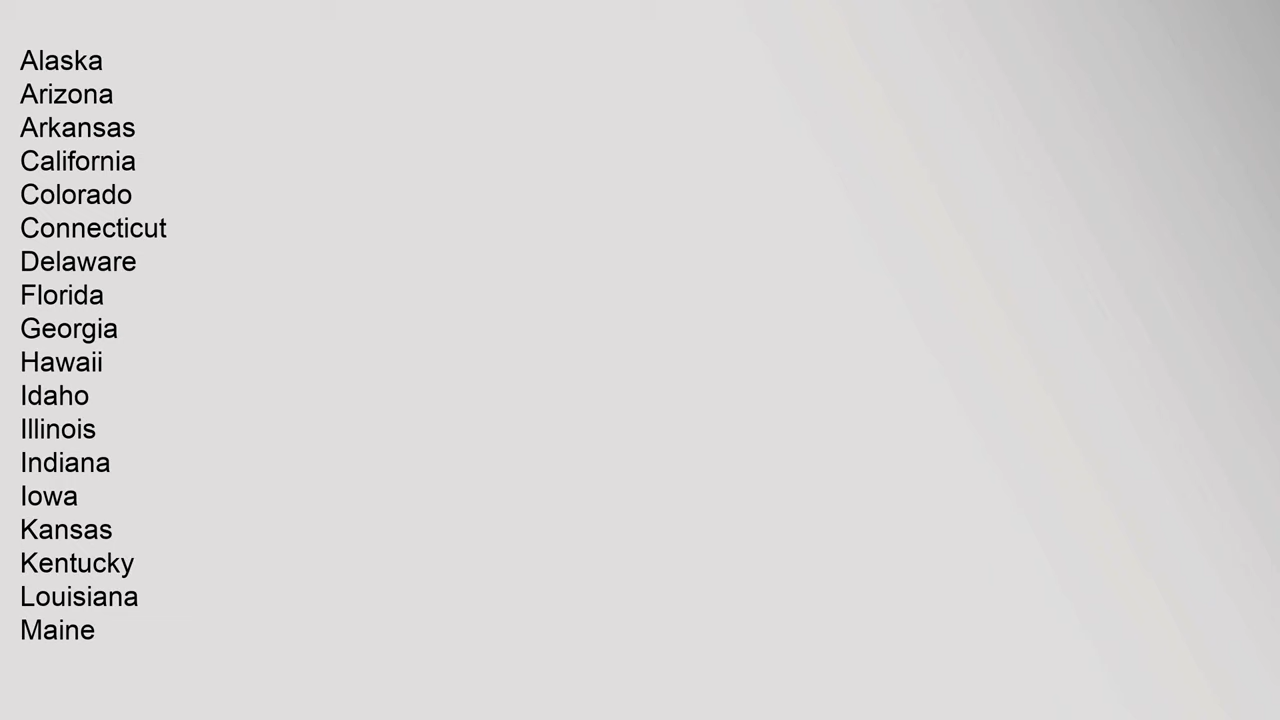 Alaska
Arizona
Arkansas
California
Colorado
Connecticut
Delaware
Florida
Georgia
Hawaii
Idaho
Illinois
Indiana
Iowa
Kansas
Kentucky
Louisiana
Maine